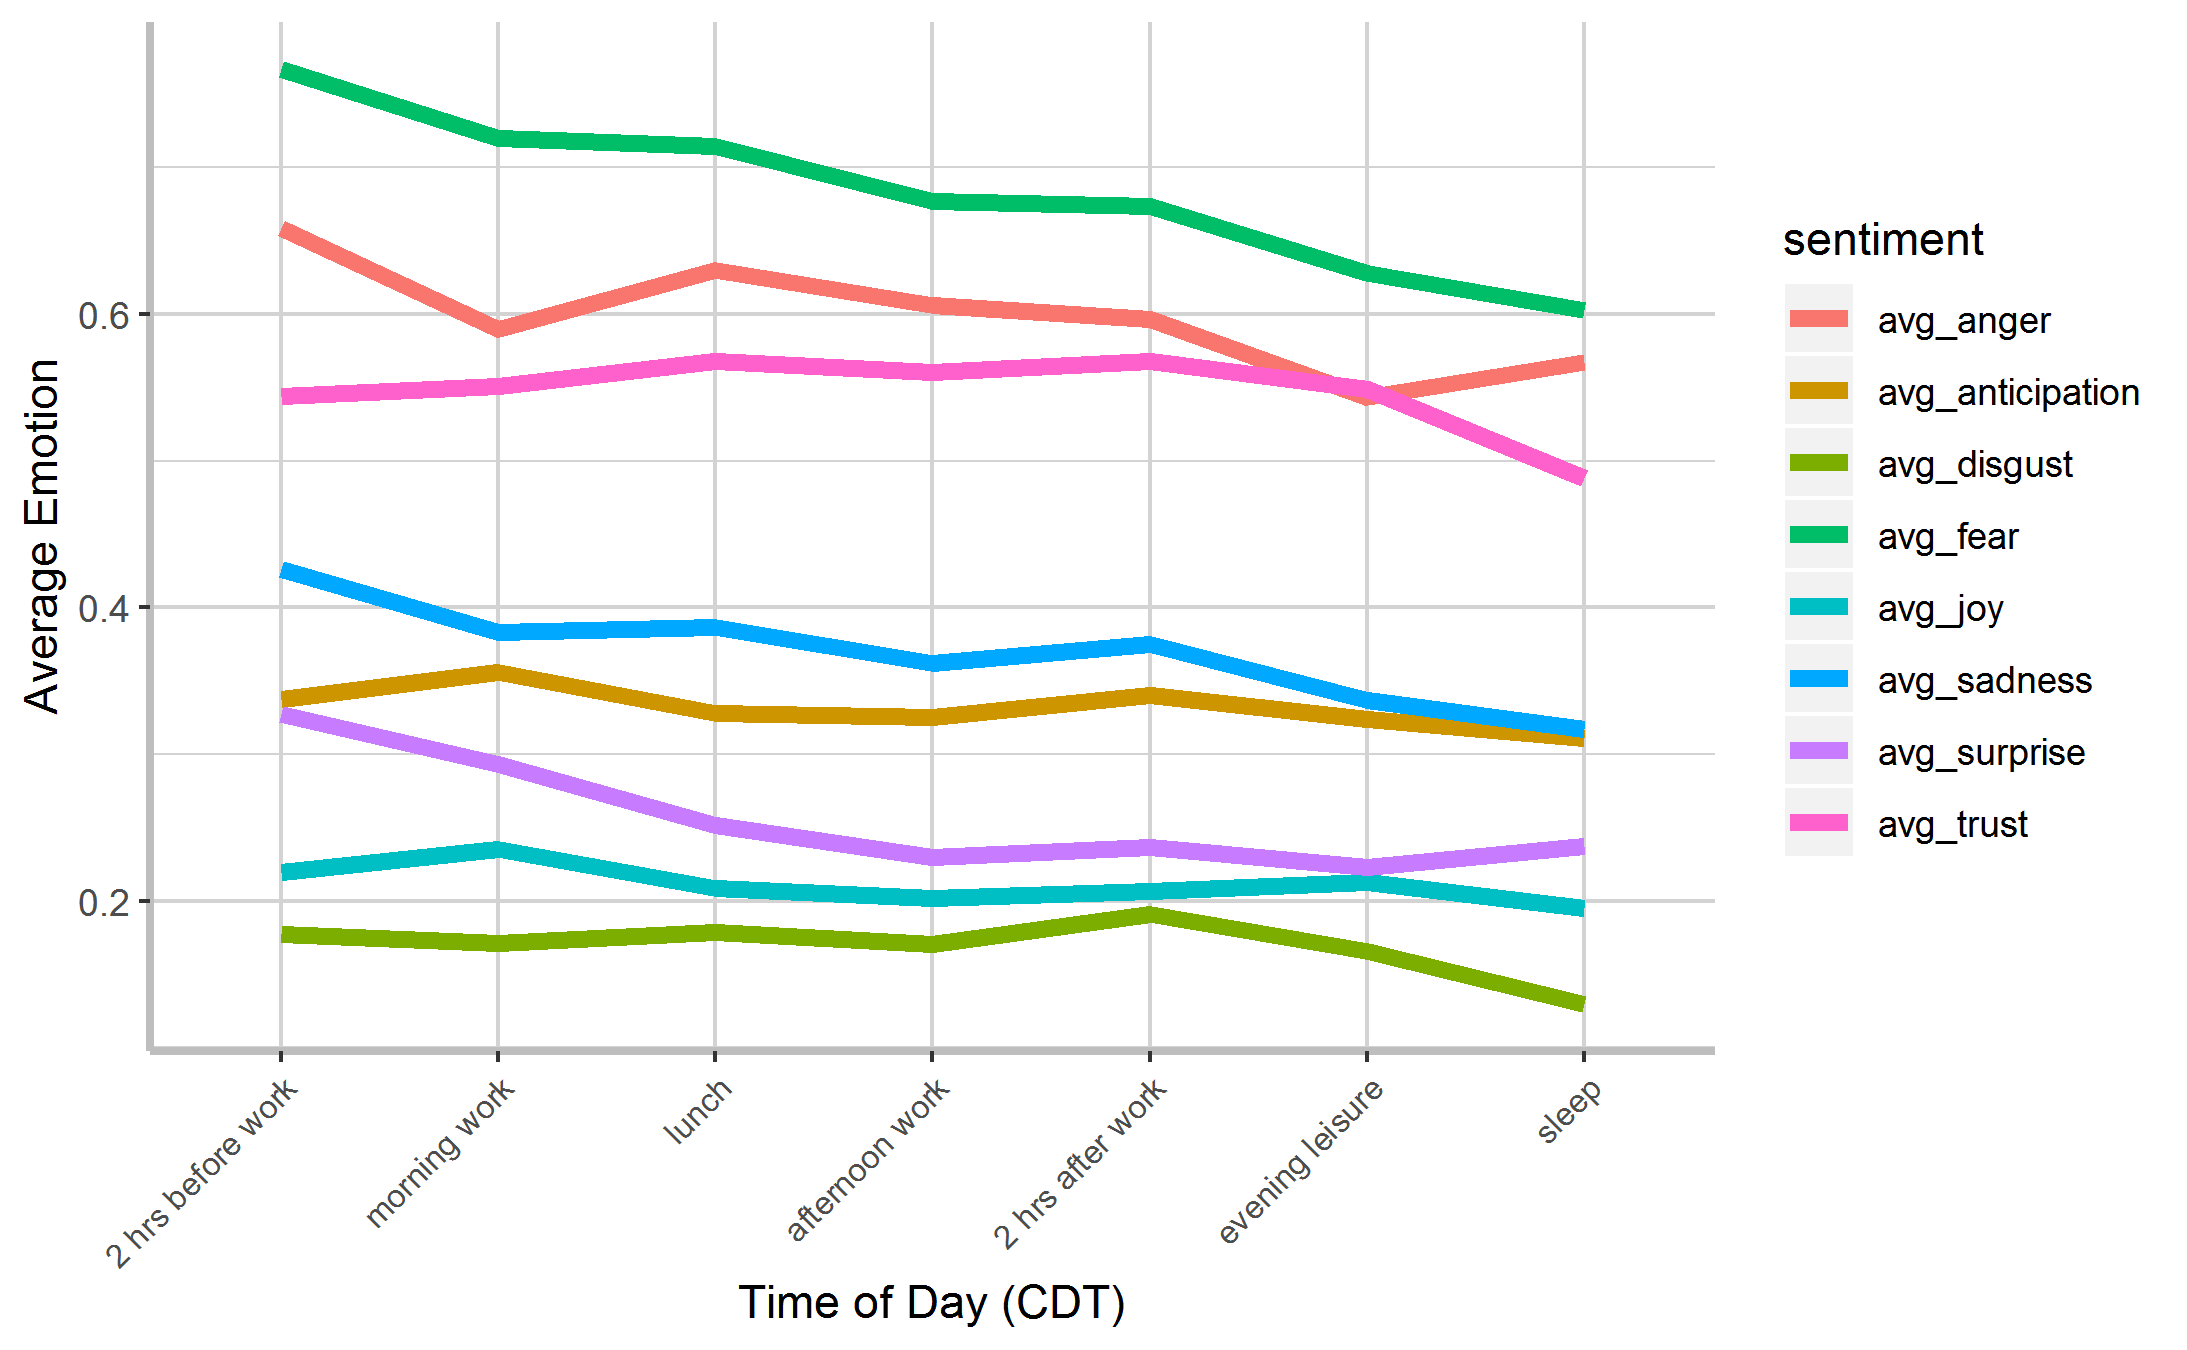 Average Emotion
0.6
0.4
0.2
2 hrs before work
morning work
lunch
afternoon work
2 hrs after work
evening leisure
sleep
Time of Day (CDT)
sentiment
avg_anger
avg_anticipation
avg_disgust
avg_fear
avg_joy
avg_sadness
avg_surprise
avg_trust